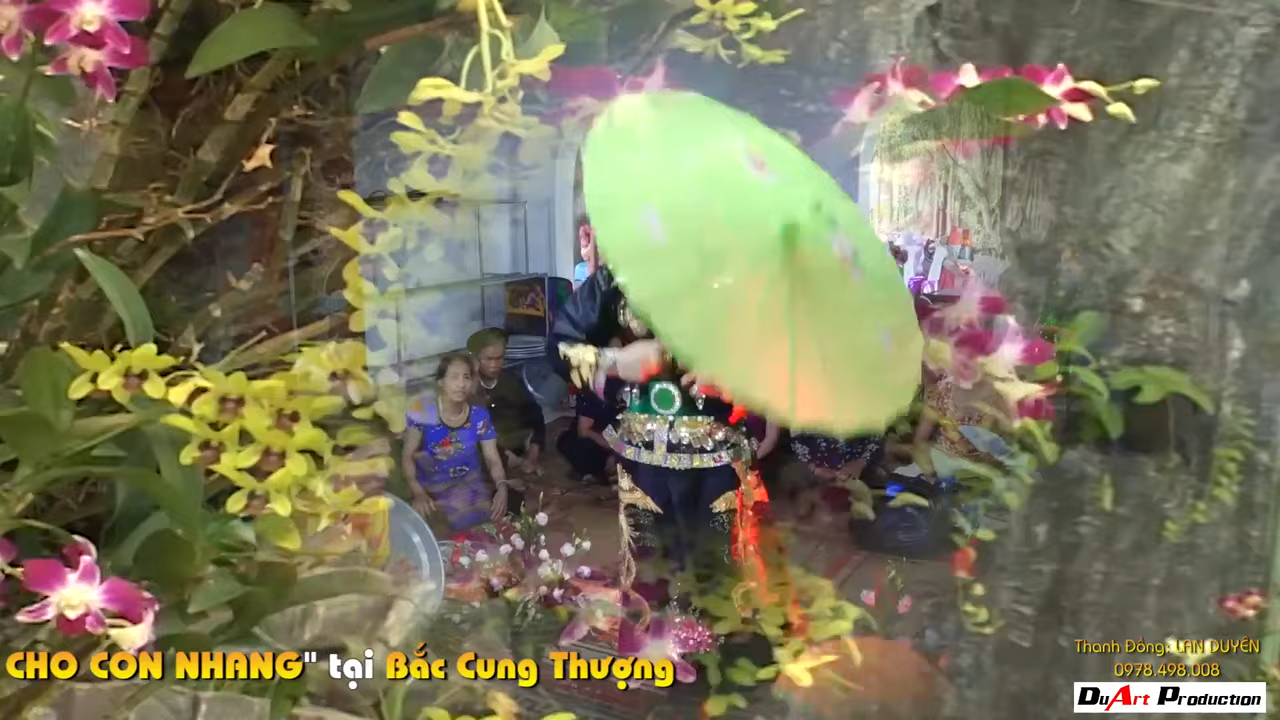 CHO CON NHANG" tại Bắc Cung Thượng
Thanh Đồng: LAN DUYÊN
0978.498.008
DuArt Production